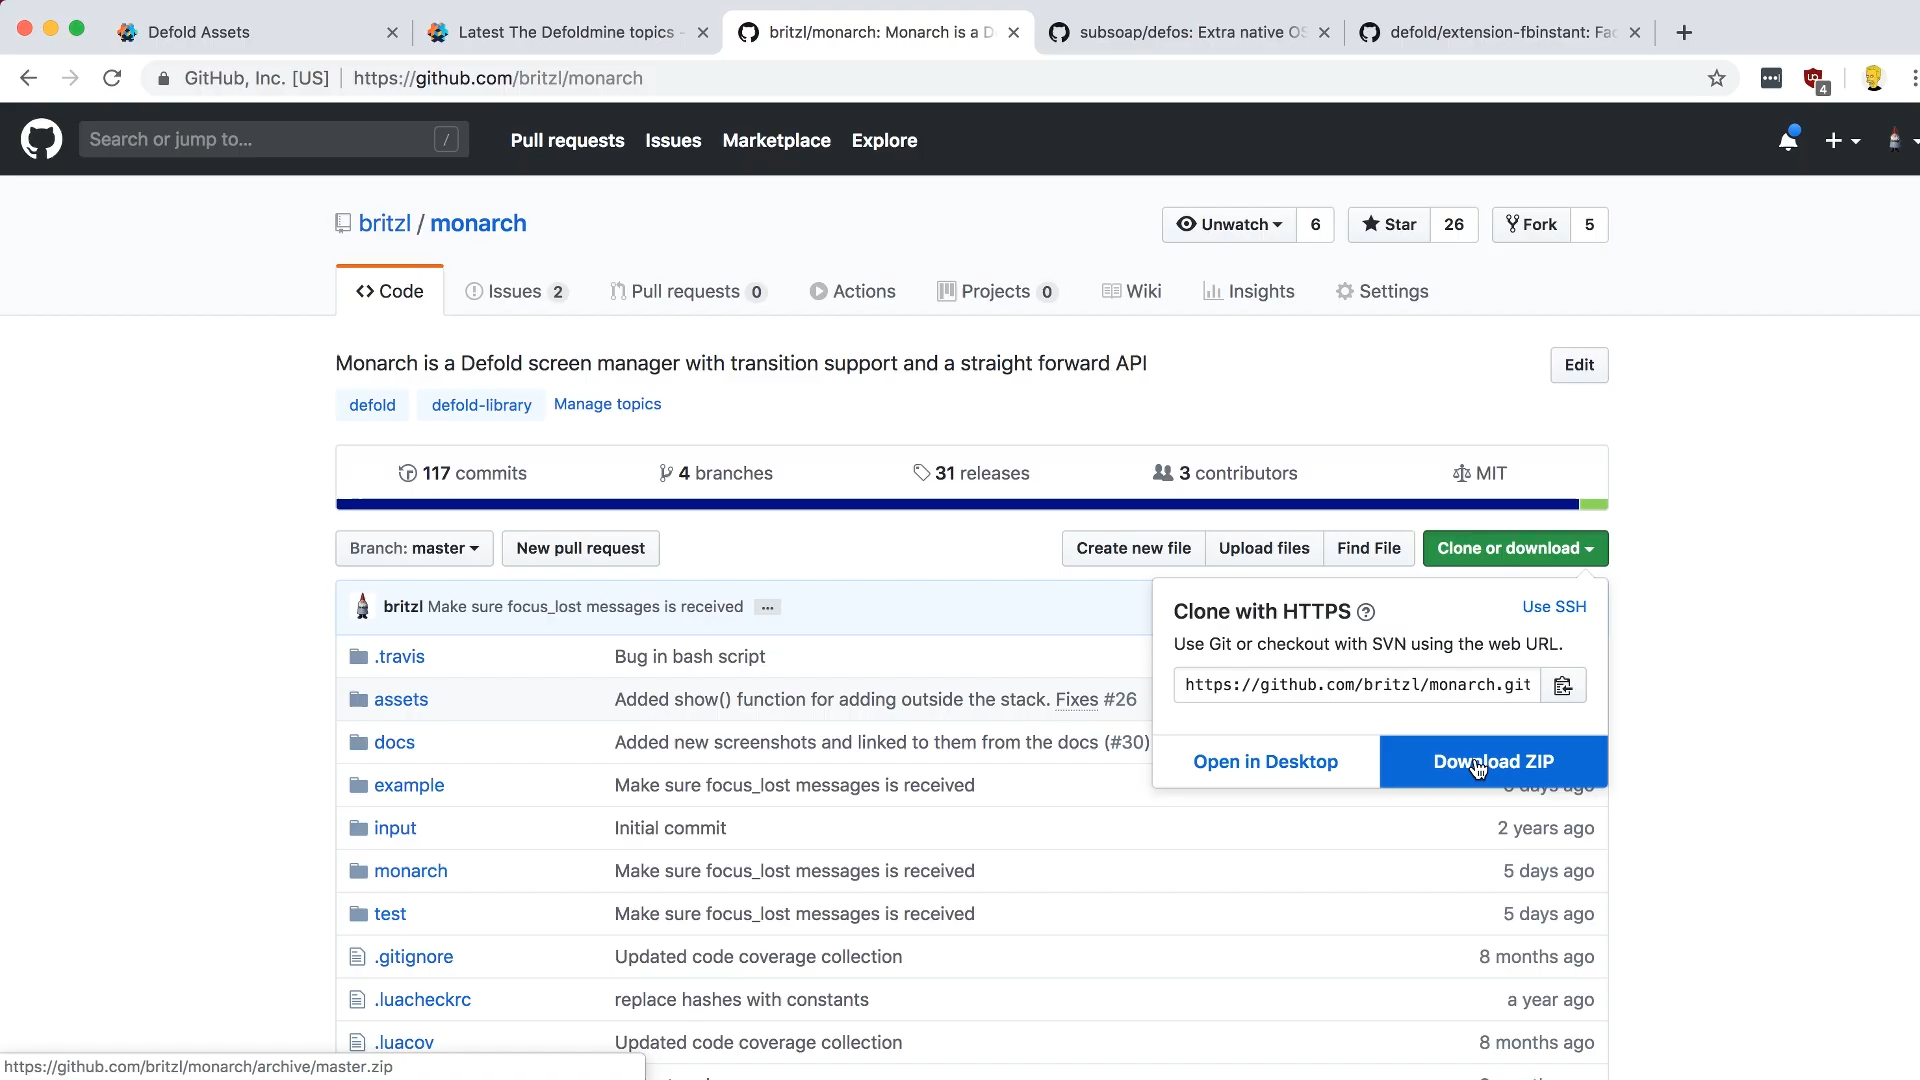 Defold Assets
Latest The Defoldmine topics -
britzl/monarch: Monarch is a D
subsoap/defos: Extra native OS
defold/extension-fbinstant: Fac
GitHub, Inc. [US] | https://github.com/britzl/monarch
4
Search or jump to... /
Pull requests Issues Marketplace Explore
britzl / monarch
Unwatch 6
Star 26
Fork 5
Code
Issues 2
Pull requests 0
Actions
Projects 0
Wiki
Insights
Settings
Monarch is a Defold screen manager with transition support and a straight forward API
Edit
defold defold-library Manage topics
117 commits
4 branches
31 releases
3 contributors
MIT
Branch: master
New pull request
Create new file
Upload files
Find File
Clone or download
britzl Make sure focus_lost messages is received ...
Clone with HTTPS ?
Use SSH
Use Git or checkout with SVN using the web URL.
https://github.com/britzl/monarch.git
Open in Desktop
Download ZIP
.travis Bug in bash script
assets Added show() function for adding outside the stack. Fixes #26
docs Added new screenshots and linked to them from the docs (#30)
example Make sure focus_lost messages is received days ago
input Initial commit 2 years ago
monarch Make sure focus_lost messages is received 5 days ago
test Make sure focus_lost messages is received 5 days ago
.gitignore Updated code coverage collection 8 months ago
.luacheckrc replace hashes with constants a year ago
.luacov Updated code coverage collection 8 months ago
https://github.com/britzl/monarch/archive/master.zip